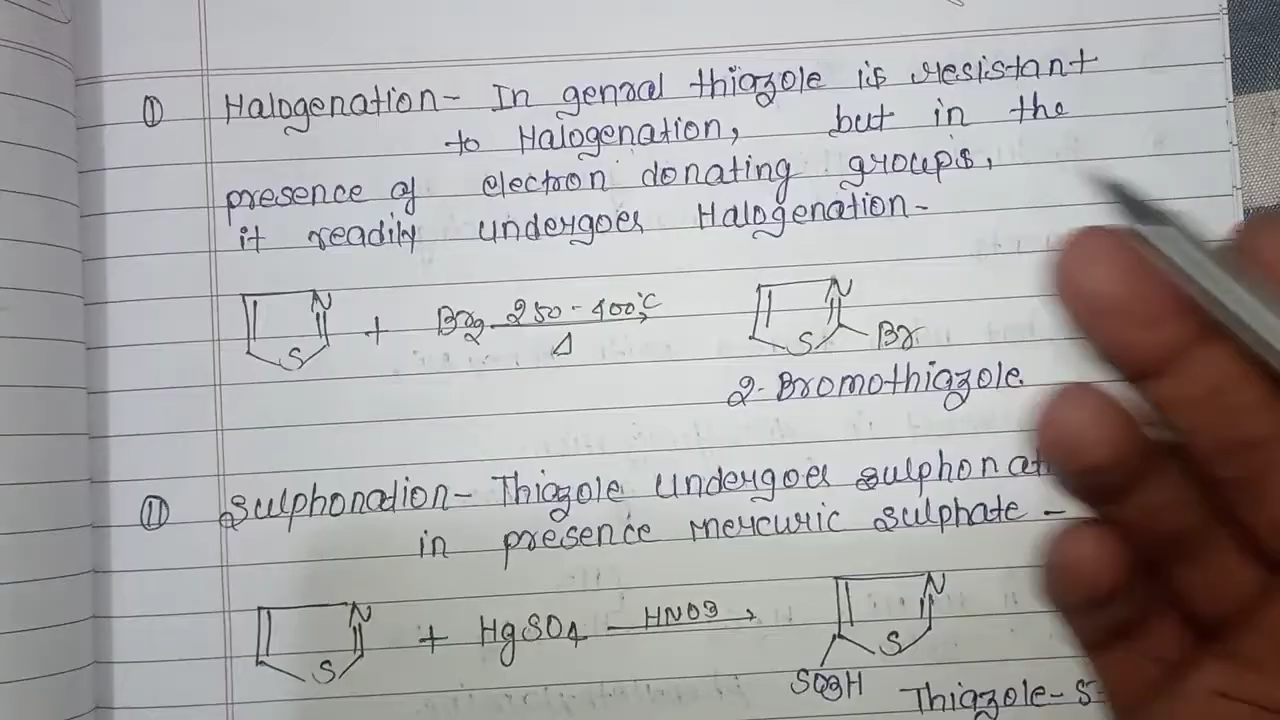 ① Halogenation - In genral thiazole is resistant
to Halogenation, but in the
presence of electron donating groups,
it readily undergoes Halogenation -
N S + Br2 250 - 400°C Δ N S Br
2-Bromothiazole.
② Sulphonation - Thiazole undergoes sulphonat
in presence mercuric sulphate -
N S + HgSO4 HNO3 N S SO3H
Thiazole-5-